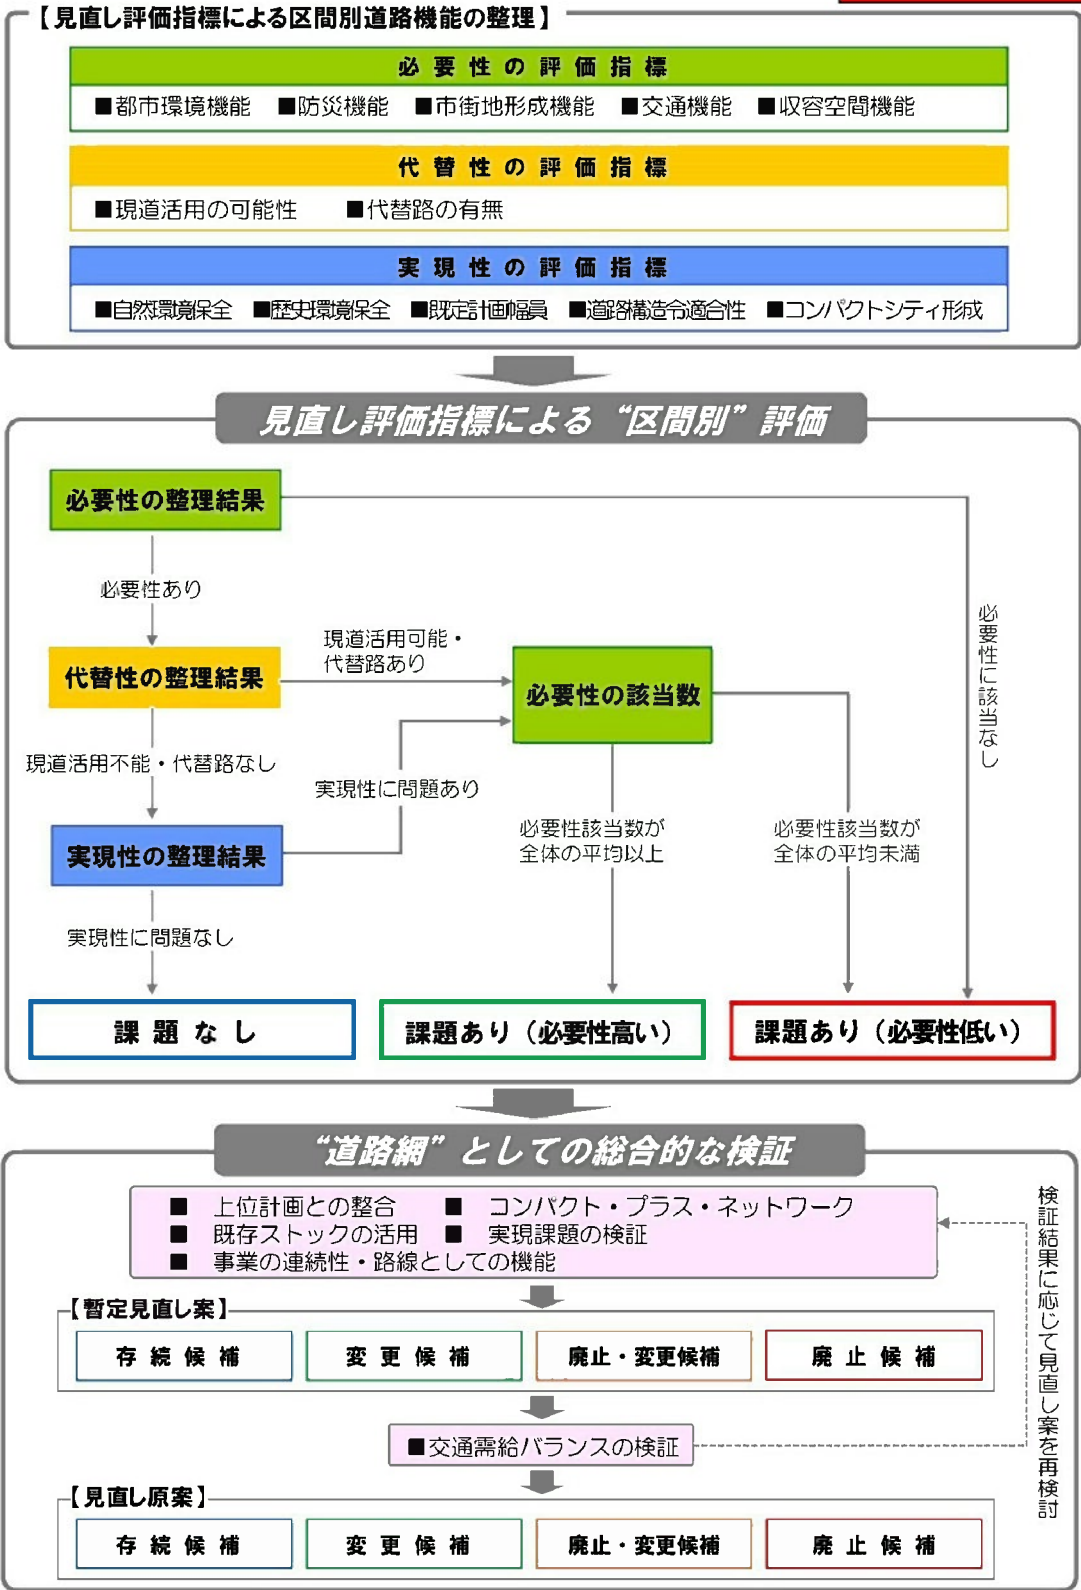 【見直し評価指標による区間別道路機能の整理】
必要性の評価指標
■都市環境機能 ■防災機能 ■市街地形成機能 ■交通機能 ■収容空間機能
代替性の評価指標
■現道活用の可能性 ■代替路の有無
実現性の評価指標
■自然環境保全 ■歴史環境保全 ■既定計画幅員 ■道路構造令適合性 ■コンパクトシティ形成
見直し評価指標による“区間別”評価
必要性の整理結果
必要性あり
必要性に該当なし
代替性の整理結果
現道活用可能・
代替路あり
必要性の該当数
現道活用不能・代替路なし
実現性に問題あり
実現性の整理結果
必要性該当数が
全体の平均以上
必要性該当数が
全体の平均未満
実現性に問題なし
課題なし
課題あり（必要性高い）
課題あり（必要性低い）
“道路網”としての総合的な検証
■ 上位計画との整合 ■ コンパクト・プラス・ネットワーク
■ 既存ストックの活用 ■ 実現課題の検証
■ 事業の連続性・路線としての機能
検証結果に応じて見直し案を再検討
【暫定見直し案】
存続候補 変更候補 廃止・変更候補 廃止候補
■交通需給バランスの検証
【見直し原案】
存続候補 変更候補 廃止・変更候補 廃止候補